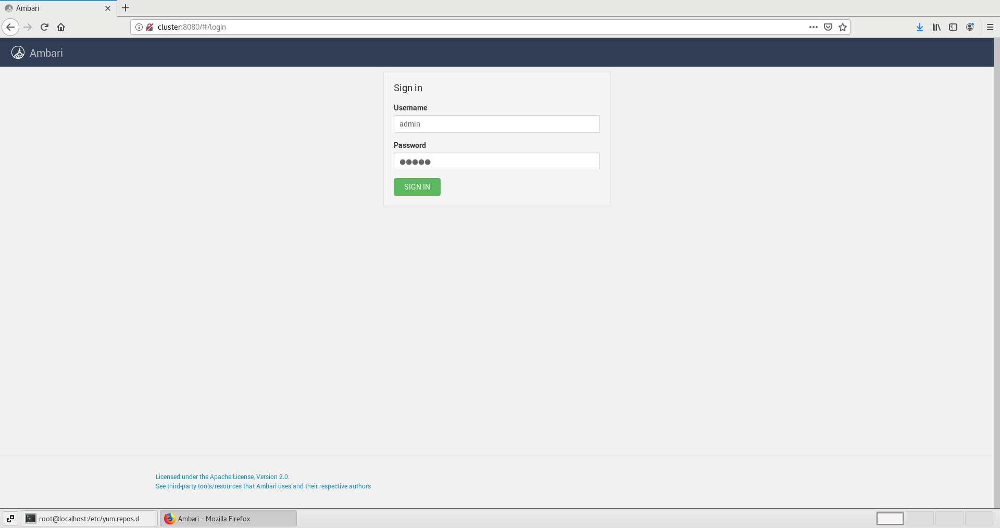 Ambari
cluster:8080/#/login
Ambari
Sign in
Username
admin
Password
SIGN IN
Licensed under the Apache License, Version 2.0.
See third-party tools/resources that Ambari uses and their respective authors
root@localhost:/etc/yum.repos.d
Ambari - Mozilla Firefox